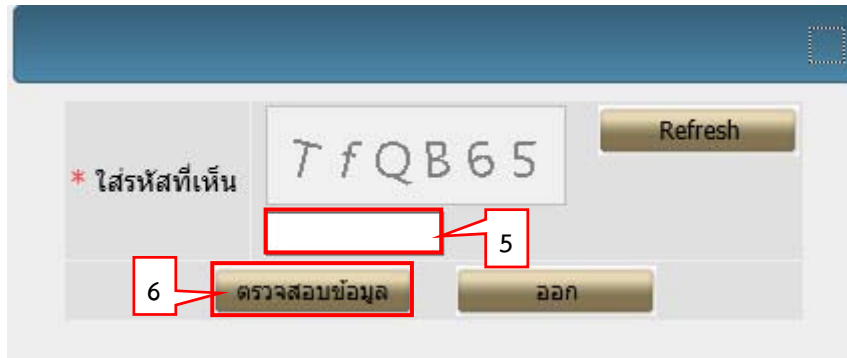 TfQB65
Refresh
* ใส่รหัสที่เห็น
5
6
ตรวจสอบข้อมูล
ออก